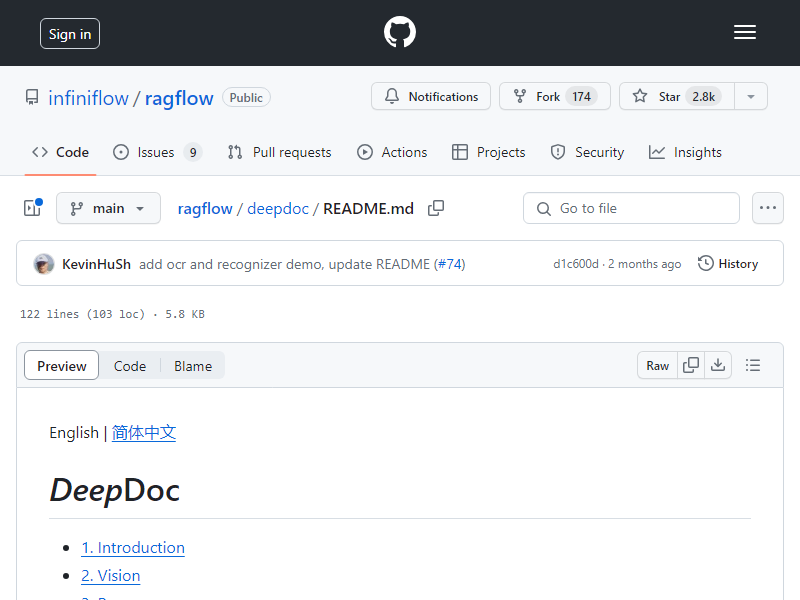 Sign in
infiniflow / ragflow Public
Notifications Fork 174 Star 2.8k
Code Issues 9 Pull requests Actions Projects Security Insights
main ragflow / deepdoc / README.md Go to file
KevinHuSh add ocr and recognizer demo, update README (#74) d1c600d · 2 months ago History
122 lines (103 loc) · 5.8 KB
Preview Code Blame Raw
English | 简体中文
DeepDoc
1. Introduction
2. Vision